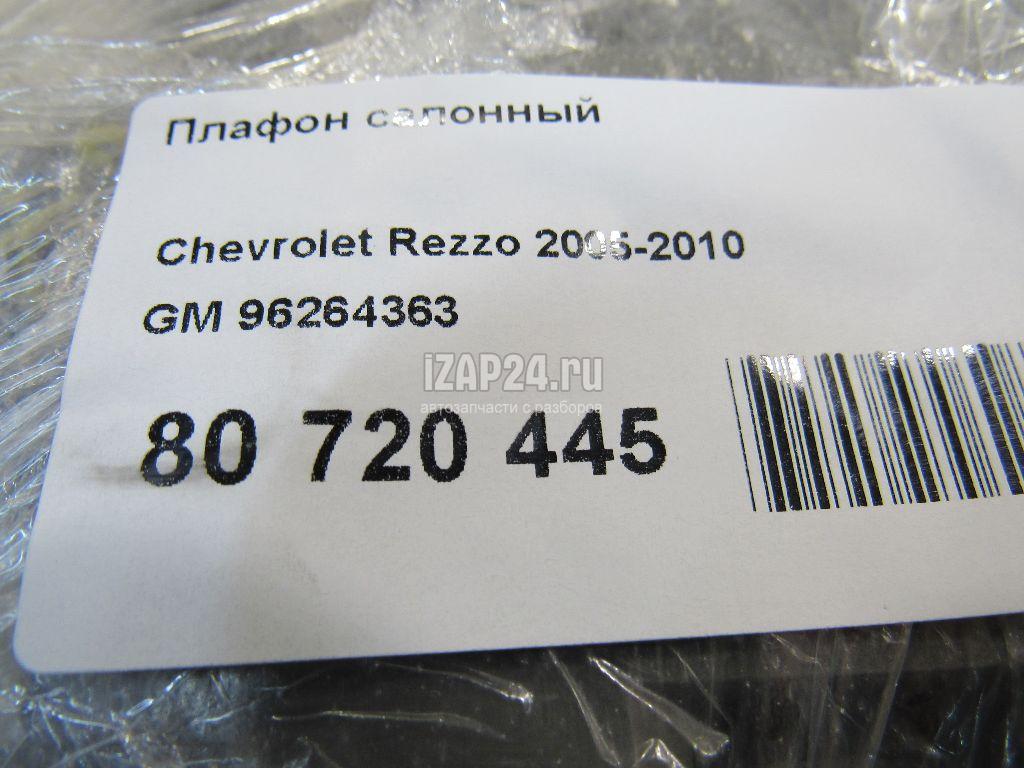 Плафон салонный
Chevrolet Rezzo 2005-2010
GM 96264363
iZAP24.ru
автозапчасти с разборов
80 720 445